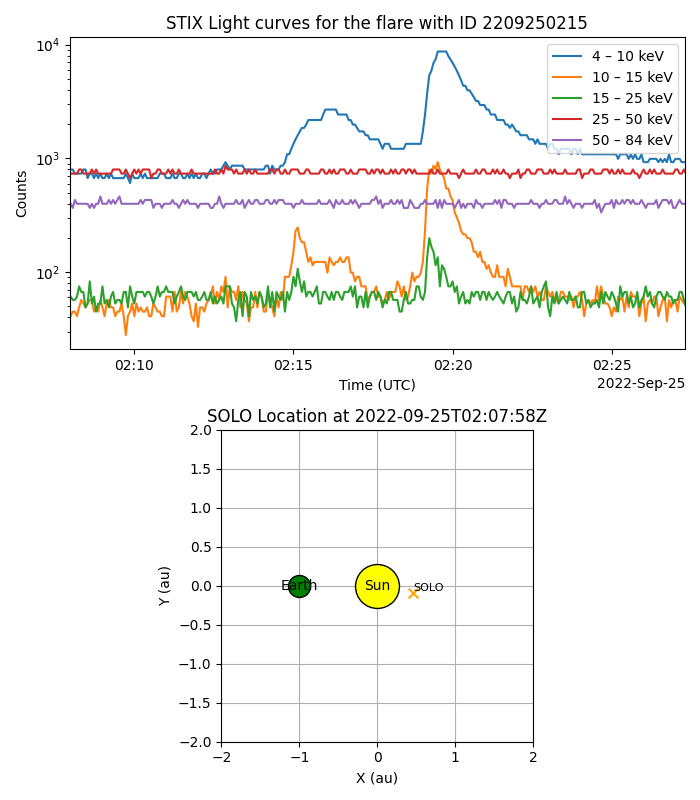 STIX Light curves for the flare with ID 2209250215
10⁴
10³
10²
Counts
4 – 10 keV
10 – 15 keV
15 – 25 keV
25 – 50 keV
50 – 84 keV
02:10 02:15 02:20 02:25
Time (UTC)
2022-Sep-25
SOLO Location at 2022-09-25T02:07:58Z
2.0
1.5
1.0
0.5
0.0
−0.5
−1.0
−1.5
−2.0
Y (au)
Earth
Sun
SOLO
−2 −1 0 1 2
X (au)